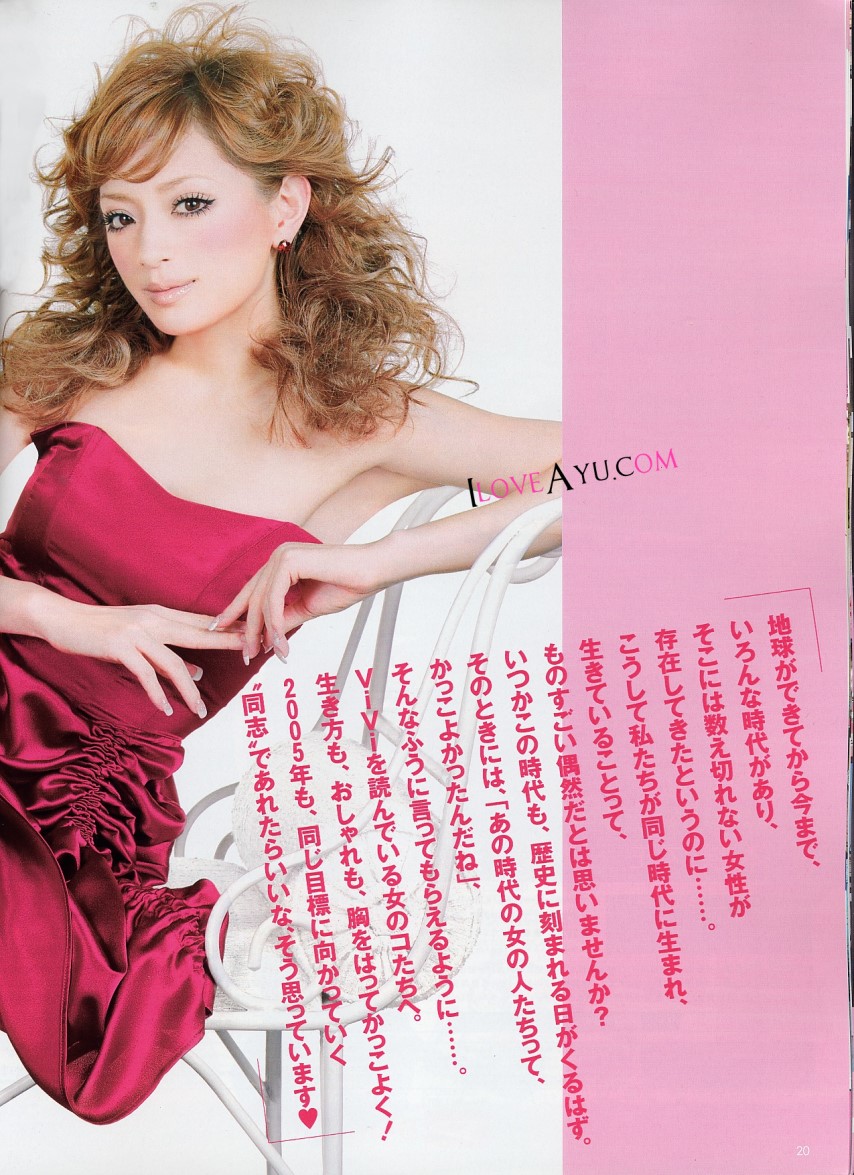 ILOVEAYU.COM
地球ができてから今まで、
いろんな時代があり、
そこには数え切れない女性が
存在してきたというのに……。
こうして私たちが同じ時代に生まれ、
生きていることって、
ものすごい偶然だとは思いませんか？
いつかこの時代も、歴史に刻まれる日がくるはず。
そのときには、「あの時代の女の人たちって、
かっこよかったんだね」、
そんなふうに言ってもらえるように……。
ViViを読んでいる女のコたちへ。
生き方も、おしゃれも、胸をはってかっこよく！
2005年も、同じ目標に向かっていく
〝同志〟であれたらいいな、そう思っています♥
20